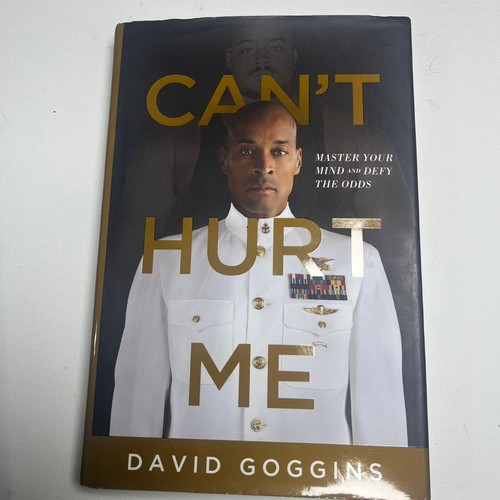 CAN'T
MASTER YOUR
MIND AND DEFY
THE ODDS
HURT
ME
DAVID GOGGINS